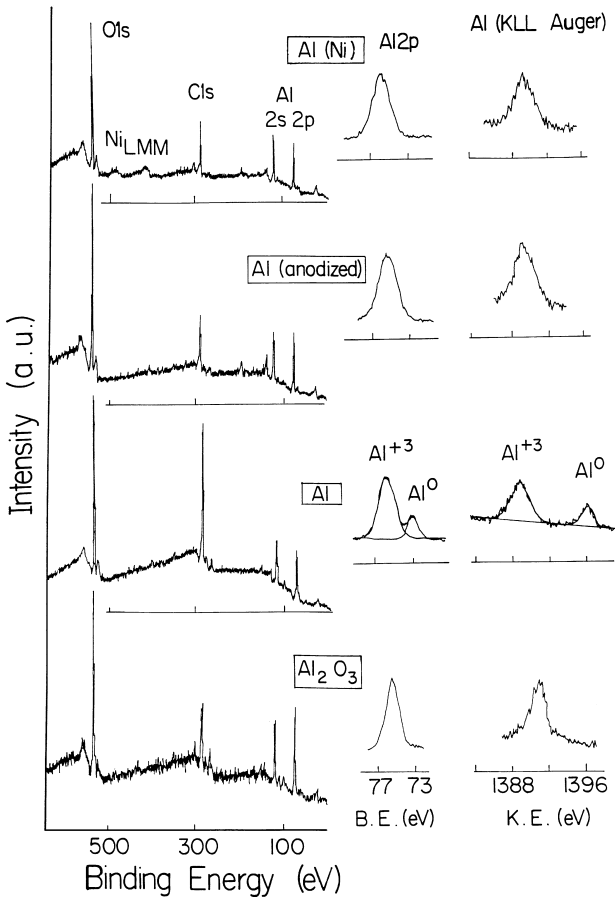 O1s
Al (Ni)
Al2p
Al (KLL Auger)
C1s
Al
2s 2p
NiLMM
Al (anodized)
Intensity (a.u.)
Al+3
Al0
Al+3
Al0
Al
Al2 O3
77 73
1388 1396
B.E. (eV)
K.E. (eV)
500 300 100
Binding Energy (eV)